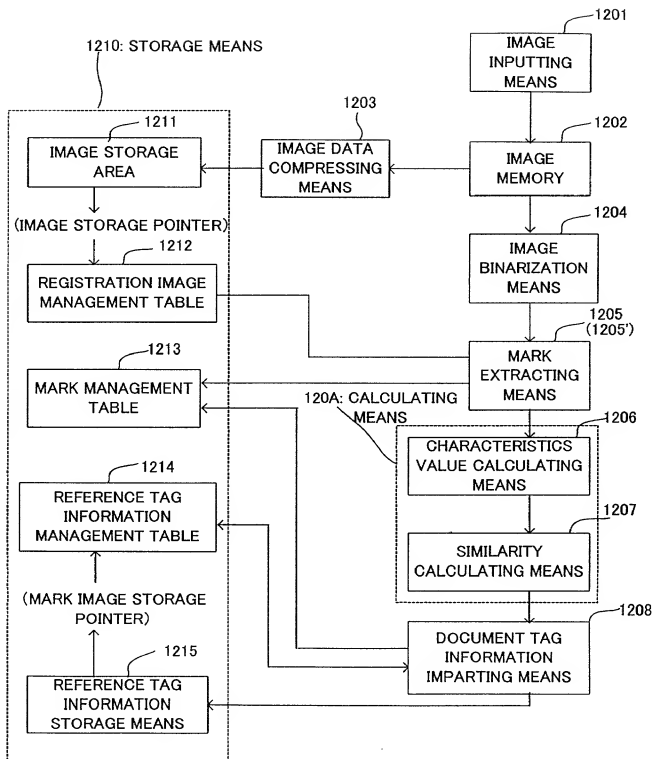 1210: STORAGE MEANS
1201
IMAGE
INPUTTING
MEANS
1211
IMAGE STORAGE
AREA
1203
IMAGE DATA
COMPRESSING
MEANS
1202
IMAGE
MEMORY
(IMAGE STORAGE POINTER)
1204
IMAGE
BINARIZATION
MEANS
1212
REGISTRATION IMAGE
MANAGEMENT TABLE
1205
(1205')
MARK
EXTRACTING
MEANS
1213
MARK MANAGEMENT
TABLE
120A: CALCULATING
MEANS
1206
CHARACTERISTICS
VALUE CALCULATING
MEANS
1214
REFERENCE TAG
INFORMATION
MANAGEMENT TABLE
1207
SIMILARITY
CALCULATING MEANS
(MARK IMAGE STORAGE
POINTER)
1208
DOCUMENT TAG
INFORMATION
IMPARTING MEANS
1215
REFERENCE TAG
INFORMATION
STORAGE MEANS